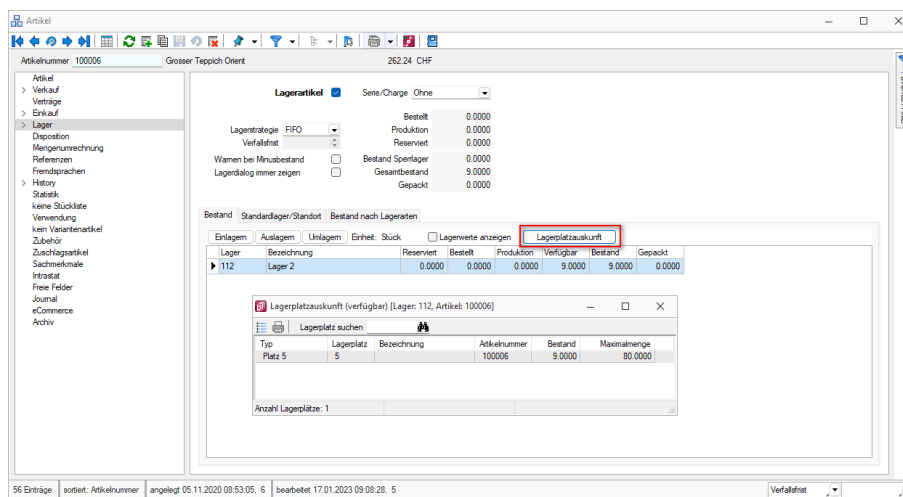 Artikel
Artikelnummer 100006 Grosser Teppich Orient 262.24 CHF
Artikel
Verkauf
Verträge
Einkauf
Lager
Disposition
Mengenumrechnung
Referenzen
Fremdsprachen
History
Statistik
keine Stückliste
Verwendung
kein Variantenartikel
Zubehör
Zuschlagsartikel
Sachmerkmale
Intrastat
Freie Felder
Journal
eCommerce
Archiv
Lagerartikel Serie/Charge Ohne
Bestellt 0.0000
Lagerstrategie FIFO Produktion 0.0000
Verfallsfrist Reserviert 0.0000
Warnen bei Minusbestand Bestand Sperrlager 0.0000
Lagerdialog immer zeigen Gesamtbestand 9.0000
Gepackt 0.0000
Bestand Standardlager/Standort Bestand nach Lagerarten
Einlagern Auslagern Umlagern Einheit: Stück Lagerwerte anzeigen Lagerplatzauskunft
Lager Bezeichnung Reserviert Bestellt Produktion Verfügbar Bestand Gepackt
112 Lager 2 0.0000 0.0000 0.0000 9.0000 9.0000 0.0000
Lagerplatzauskunft (verfügbar) [Lager: 112, Artikel: 100006]
Lagerplatz suchen
Typ Lagerplatz Bezeichnung Artikelnummer Bestand Maximalmenge
Platz 5 5 100006 9.0000 80.0000
Anzahl Lagerplätze: 1
56 Einträge sortiert: Artikelnummer angelegt 05.11.2020 08:53:05, 6 bearbeitet 17.01.2023 09:08:28, 5 Verfallsfrist